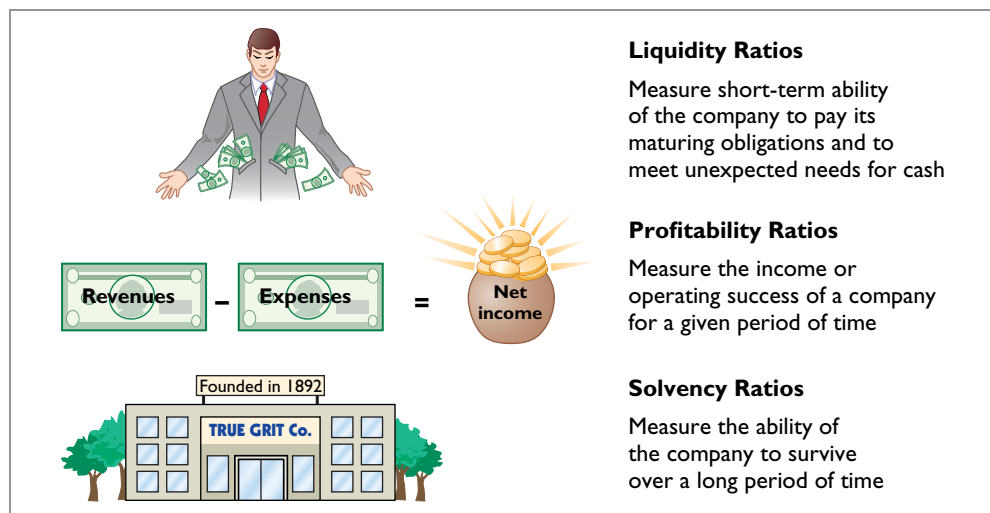 Liquidity Ratios
Measure short-term ability
of the company to pay its
maturing obligations and to
meet unexpected needs for cash
Revenues – Expenses = Net income
Profitability Ratios
Measure the income or
operating success of a company
for a given period of time
Founded in 1892
TRUE GRIT Co.
Solvency Ratios
Measure the ability of
the company to survive
over a long period of time